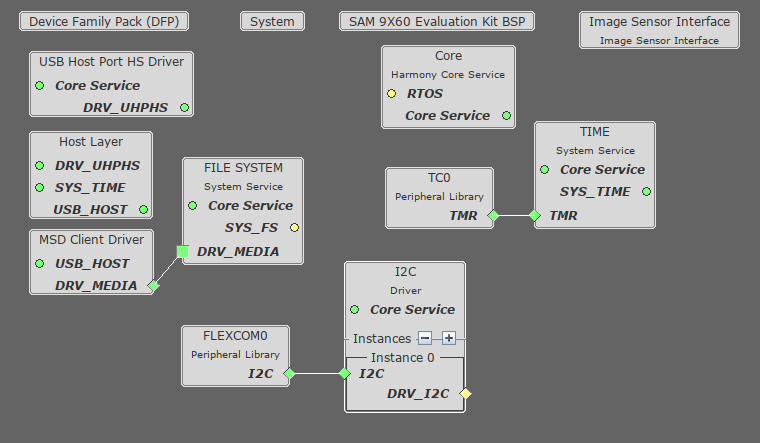 Device Family Pack (DFP)
System
SAM 9X60 Evaluation Kit BSP
Image Sensor Interface
Image Sensor Interface
USB Host Port HS Driver
Core Service
DRV_UHPHS
Core
Harmony Core Service
RTOS
Core Service
Host Layer
DRV_UHPHS
SYS_TIME
USB_HOST
FILE SYSTEM
System Service
Core Service
SYS_FS
DRV_MEDIA
TIME
System Service
Core Service
SYS_TIME
TMR
TC0
Peripheral Library
TMR
MSD Client Driver
USB_HOST
DRV_MEDIA
I2C
Driver
Core Service
Instances
Instance 0
I2C
DRV_I2C
FLEXCOM0
Peripheral Library
I2C